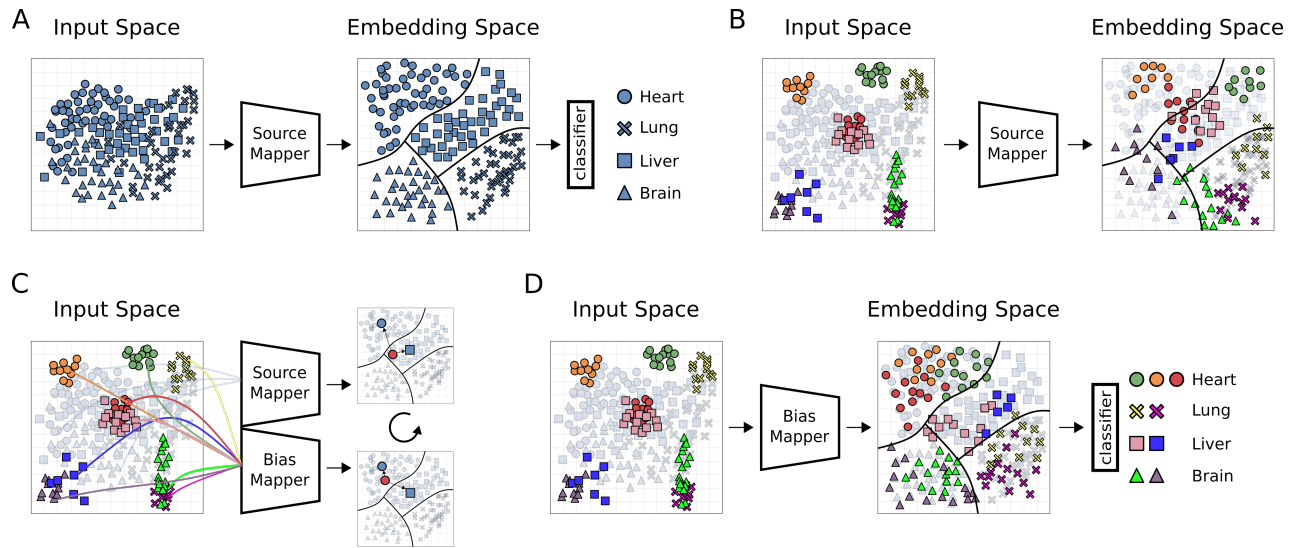 A
Input Space
Embedding Space
Source
Mapper
classifier
Heart
Lung
Liver
Brain
B
Input Space
Embedding Space
Source
Mapper
C
Input Space
Source
Mapper
Bias
Mapper
D
Input Space
Embedding Space
Bias
Mapper
classifier
Heart
Lung
Liver
Brain